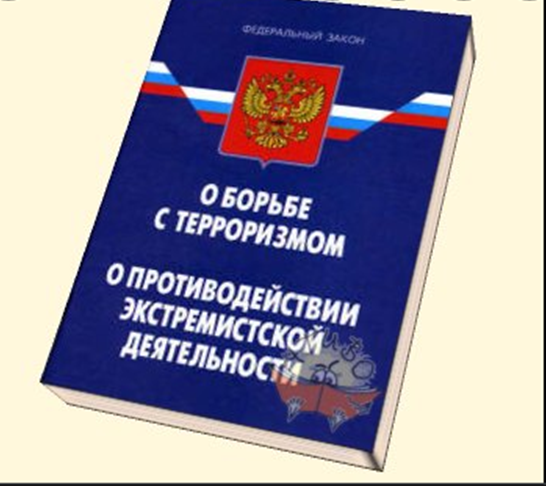 ФЕДЕРАЛЬНЫЙ ЗАКОН
О БОРЬБЕ
С ТЕРРОРИЗМОМ
О ПРОТИВОДЕЙСТВИИ
ЭКСТРЕМИСТСКОЙ
ДЕЯТЕЛЬНОСТИ